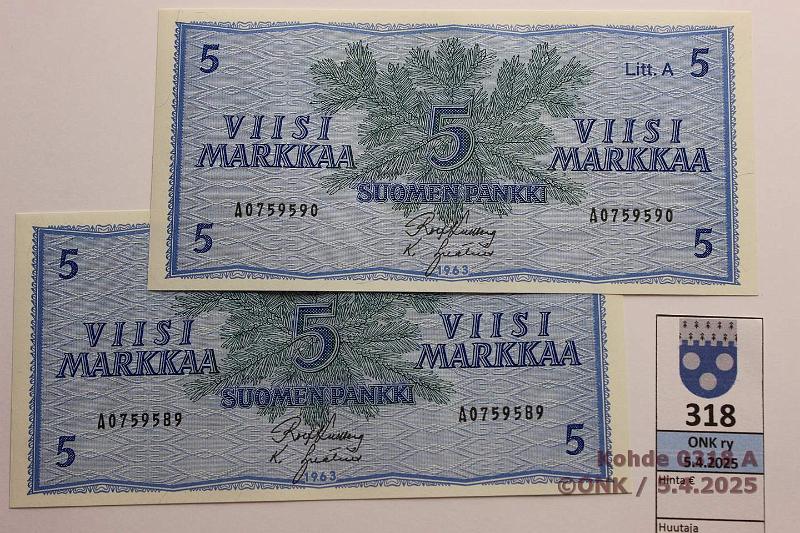 5 Litt. A 5
VIISI 5 VIISI
MARKKAA MARKKAA
SUOMEN PANKKI
A0759590 A0759590
5 5
1963
5
VIISI 5 VIISI
MARKKAA MARKKAA
SUOMEN PANKKI
A0759589 A0759589
5 5
1963
318
ONK ry
5.4.2025
Hinta €
Huutaja
Kohde 0318 A
©ONK / 5.4.2025